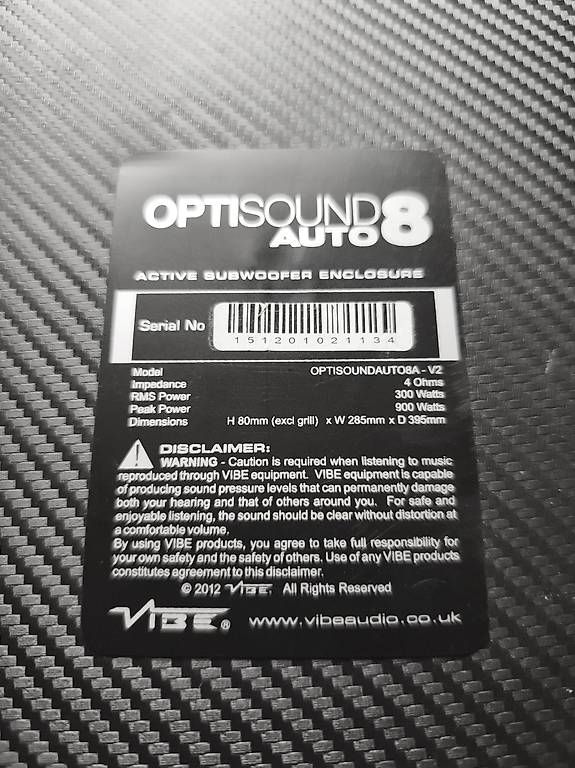 OPTISOUND8
AUTO
ACTIVE SUBWOOFER ENCLOSURE
Serial No
151201021134
Model OPTISOUNDAUTO8A - V2
Impedance 4 Ohms
RMS Power 300 Watts
Peak Power 900 Watts
Dimensions H 80mm (excl grill) x W 285mm x D 395mm
DISCLAIMER:
WARNING - Caution is required when listening to music
reproduced through VIBE equipment. VIBE equipment is capable
of producing sound pressure levels that can permanently damage
both your hearing and that of others around you. For safe and
enjoyable listening, the sound should be clear without distortion at
a comfortable volume.
By using VIBE products, you agree to take full responsibility for
your own safety and the safety of others. Use of any VIBE products
constitutes agreement to this disclaimer.
© 2012 VIBE. All Rights Reserved
VIBE® www.vibeaudio.co.uk